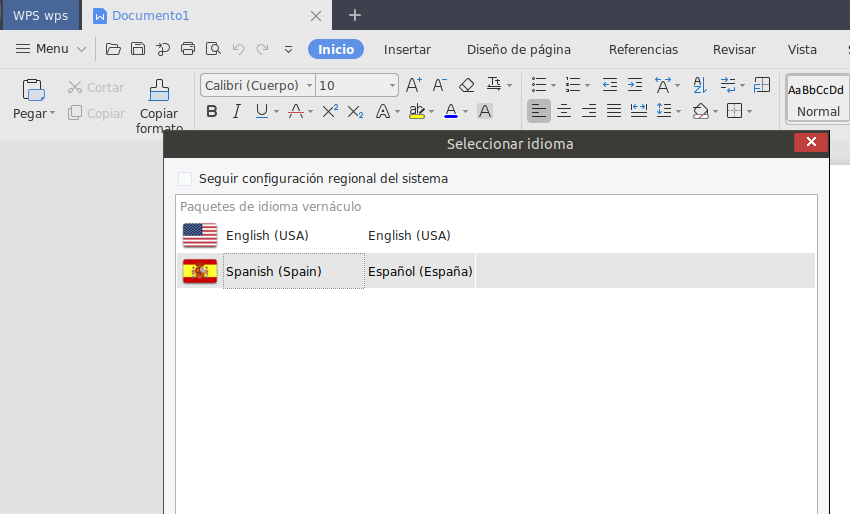 WPS wps
Documento1
Menu
Inicio
Insertar
Diseño de página
Referencias
Revisar
Vista
Pegar
Cortar
Copiar
Copiar
formato
Calibri (Cuerpo)
10
AaBbCcDd
Normal
Seleccionar idioma
Seguir configuración regional del sistema
Paquetes de idioma vernáculo
English (USA) English (USA)
Spanish (Spain) Español (España)